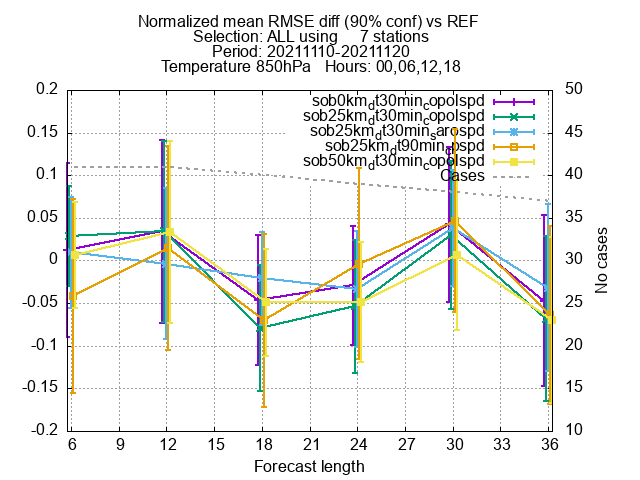 Normalized mean RMSE diff (90% conf) vs REF
Selection: ALL using 7 stations
Period: 20211110-20211120
Temperature 850hPa Hours: 00,06,12,18
sob0km_dt30min_copolspd
sob25km_dt30min_copolspd
sob25km_dt30min_sarospd
sob50km_dt30min_copolspd
Cases
0.2
0.15
0.1
0.05
0
-0.05
-0.1
-0.15
-0.2
50
45
40
35
30
25
20
15
10
No cases
6 9 12 15 18 21 24 27 30 33 36
Forecast length